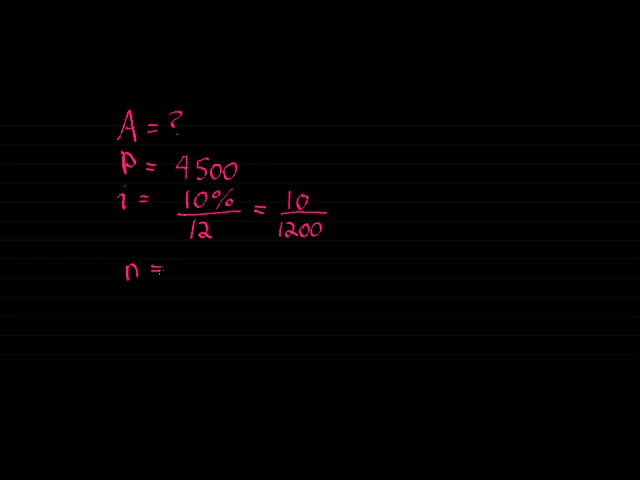 A = ?
P = 4500
i = 10%/12 = 10/1200
n =